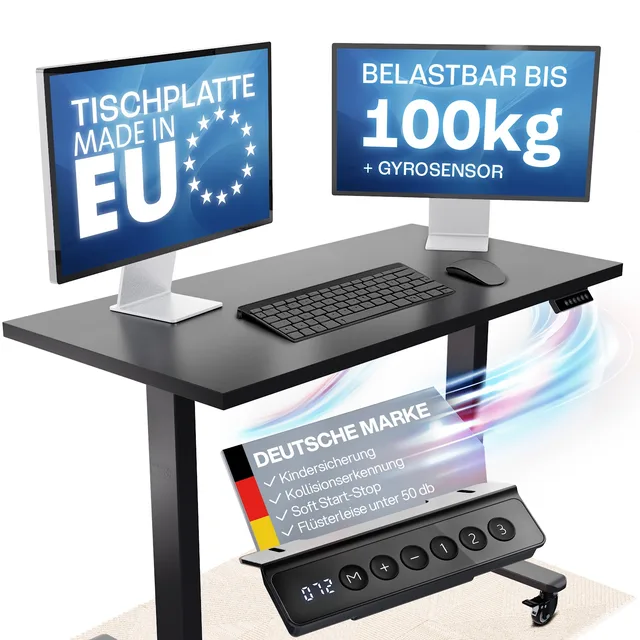 TISCHPLATTE
MADE IN
EU
BELASTBAR BIS
100kg
+ GYROSENSOR
DEUTSCHE MARKE
✓ Kindersicherung
✓ Kollisionserkennung
✓ Soft Start-Stop
✓ Flüsterleise unter 50 db
072 M + − 1 2 3